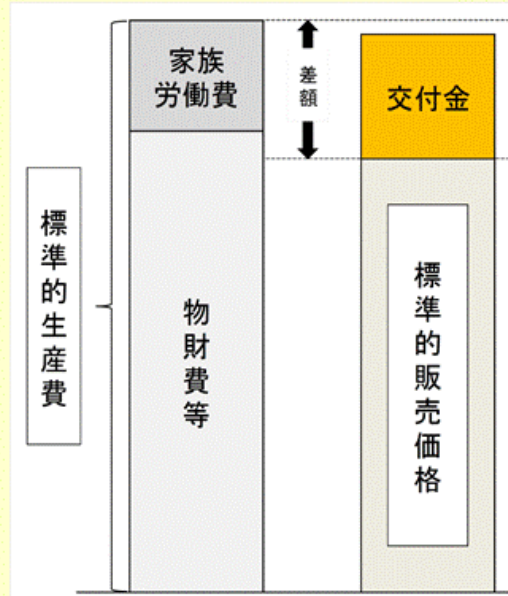 標準的生産費
家族
労働費
物財費等
差額
交付金
標準的販売価格